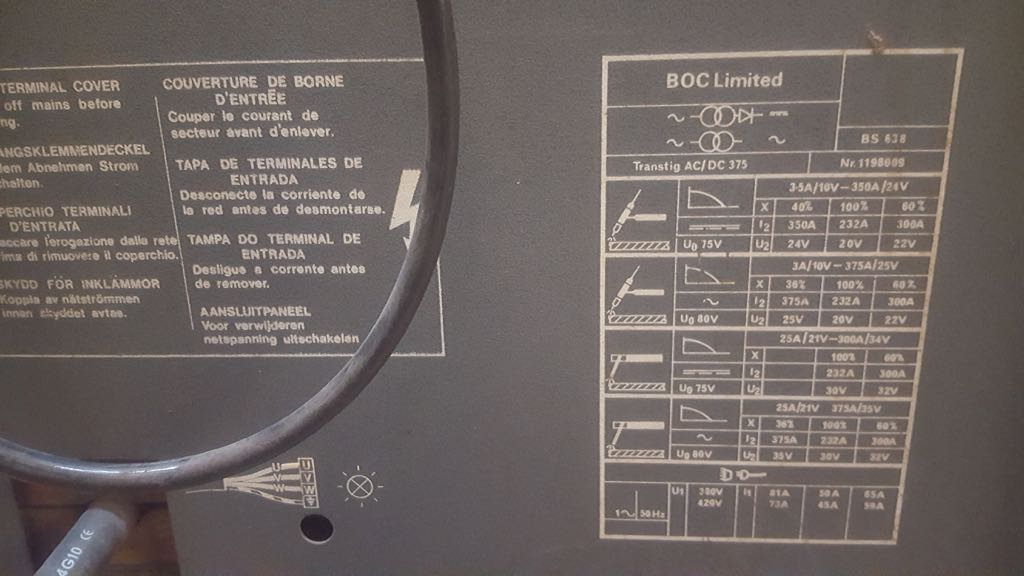 TERMINAL COVER
off mains before
ng.
ANGSKLEMMENDECKEL
dem Abnehmen Strom
chalten.
PERCHIO TERMINALI
D'ENTRATA
accare l'erogazione dalla rete
rima di rimuovere il coperchio.
SKYDD FÖR INKLÄMMOR
Koppla av nätströmmen
innan skyddet avtas.
COUVERTURE DE BORNE
D'ENTRÉE
Couper le courant de
secteur avant d'enlever.
TAPA DE TERMINALES DE
ENTRADA
Desconecte la corriente de
la red antes de desmontarse.
TAMPA DO TERMINAL DE
ENTRADA
Desligue a corrente antes
de remover.
AANSLUITPANEEL
Voor verwijderen
netspanning uitschakelen
U U
V V
W W
4G10 CE
BOC Limited
BS 638
Transtig AC/DC 375 Nr. 1198009
3·5A/10V–350A/24V
X 40% 100% 60%
I2 350A 232A 300A
U0 75V U2 24V 20V 22V
3A/10V–375A/25V
X 36% 100% 60%
I2 375A 232A 300A
U0 80V U2 25V 20V 22V
25A/21V–300A/34V
X 100% 60%
I2 232A 300A
U0 75V U2 30V 32V
25A/21V 375A/35V
X 36% 100% 60%
I2 375A 232A 300A
U0 80V U2 35V 30V 32V
1~ 50Hz U1 380V I1 81A 50A 65A
420V 73A 45A 59A